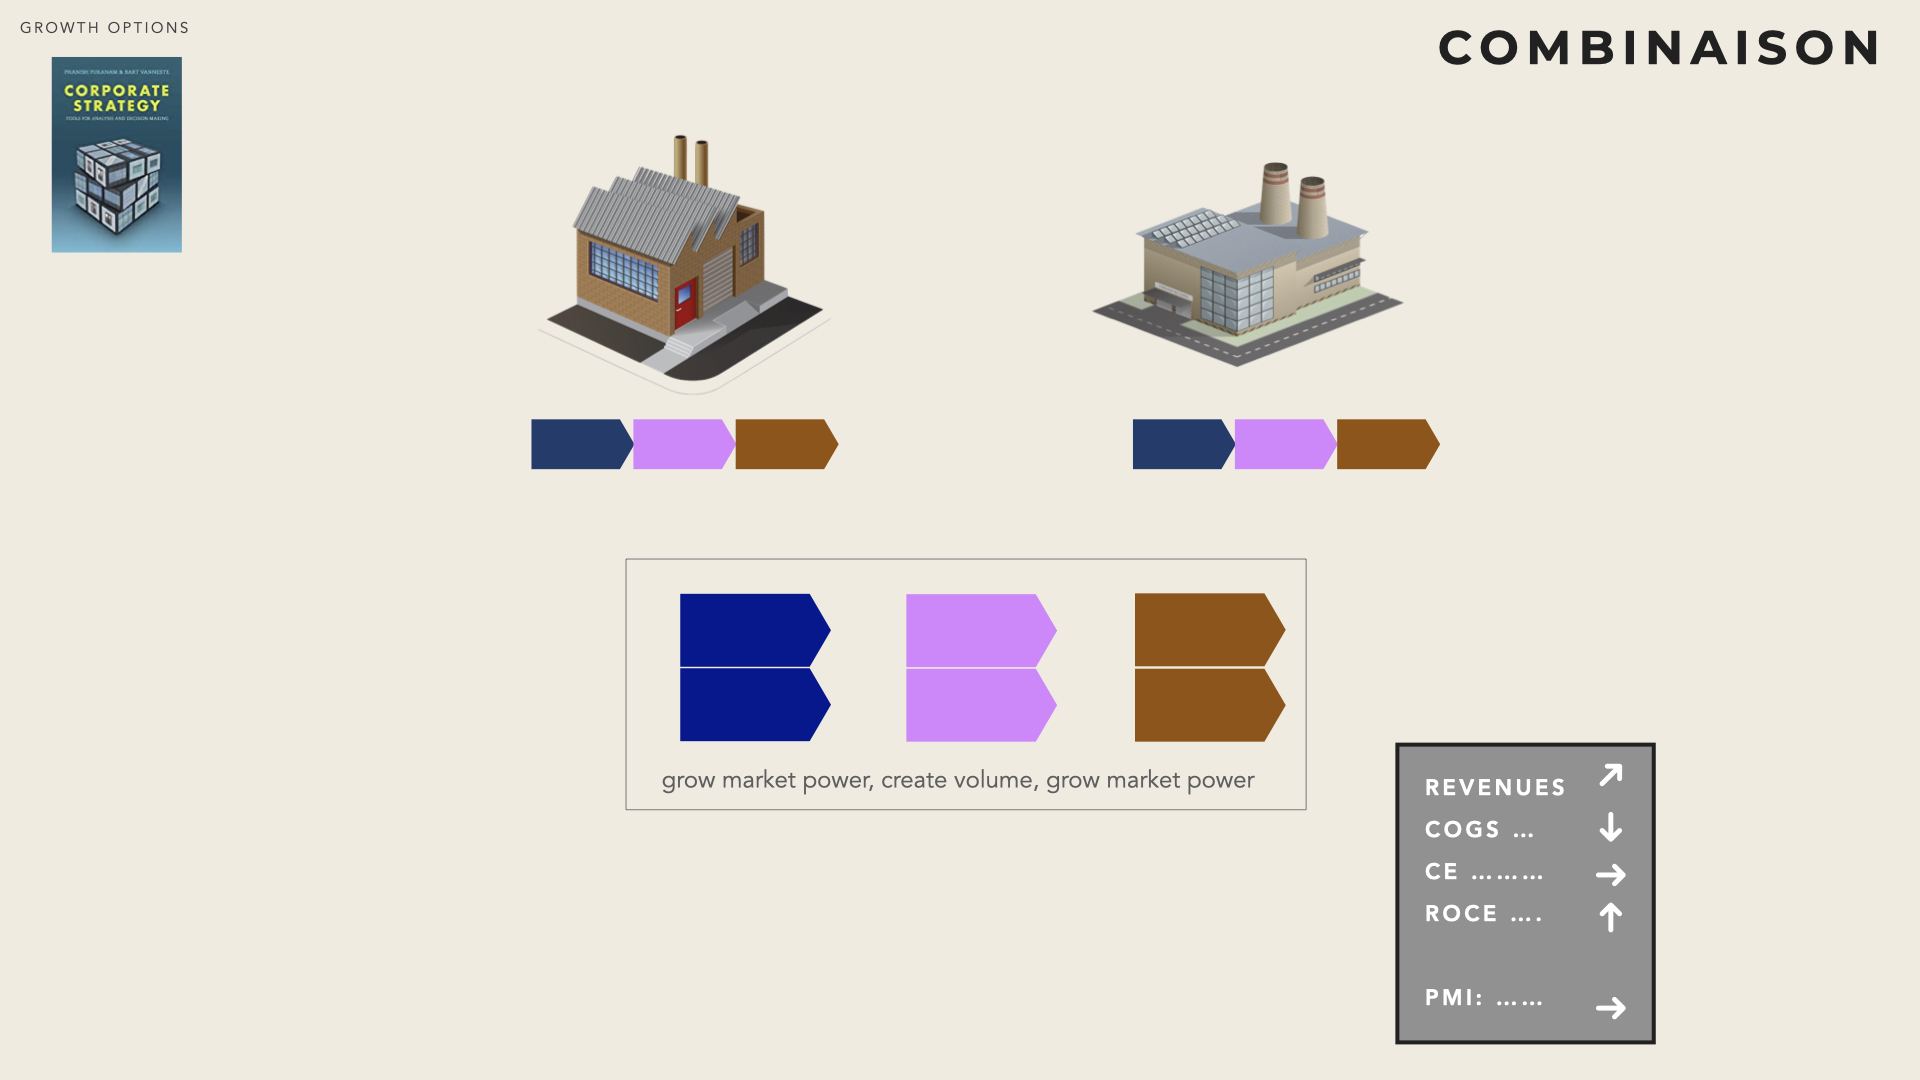 GROWTH OPTIONS
COMBINAISON
PHANISH PURANAM & BART VANNESTE
CORPORATE
STRATEGY
TOOLS FOR ANALYSIS AND DECISION-MAKING
grow market power, create volume, grow market power
REVENUES
COGS ...
CE .........
ROCE ....
PMI: ......